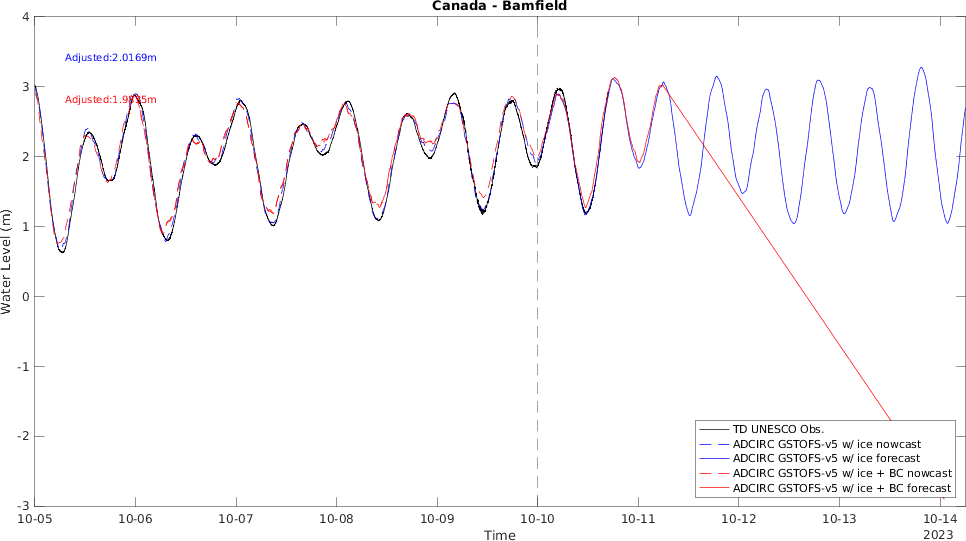 Canada - Bamfield
4
3
2
1
0
-1
-2
-3
Water Level (m)
Adjusted:2.0169m
TD UNESCO Obs.
ADCIRC GSTOFS-v5 w/ ice nowcast
ADCIRC GSTOFS-v5 w/ ice forecast
ADCIRC GSTOFS-v5 w/ ice + BC nowcast
ADCIRC GSTOFS-v5 w/ ice + BC forecast
10-05 10-06 10-07 10-08 10-09 10-10 10-11 10-12 10-13 10-14
2023
Time